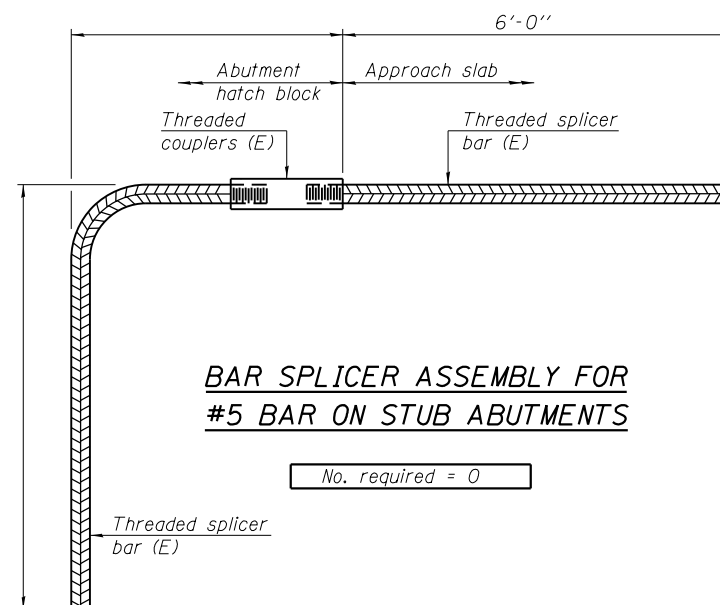 6'-0"
Abutment
hatch block
Approach slab
Threaded
couplers (E)
Threaded splicer
bar (E)
BAR SPLICER ASSEMBLY FOR
#5 BAR ON STUB ABUTMENTS
No. required = 0
Threaded splicer
bar (E)